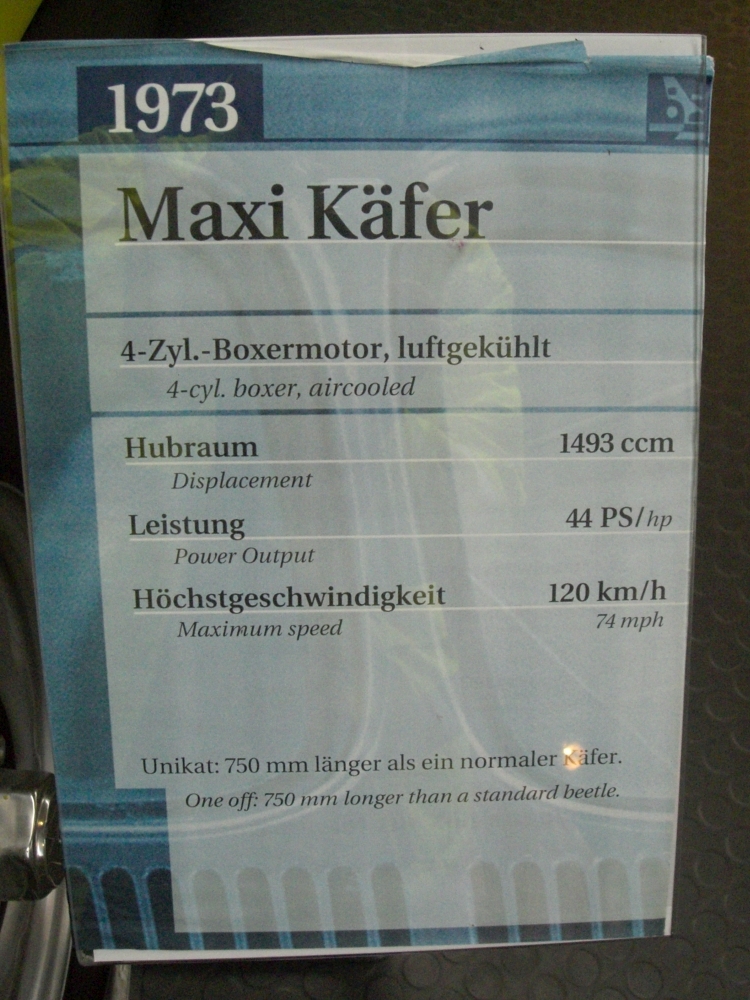 1973
Maxi Käfer
4-Zyl.-Boxermotor, luftgekühlt
4-cyl. boxer, aircooled
Hubraum 1493 ccm
Displacement
Leistung 44 PS/hp
Power Output
Höchstgeschwindigkeit 120 km/h
Maximum speed 74 mph
Unikat: 750 mm länger als ein normaler Käfer.
One off: 750 mm longer than a standard beetle.